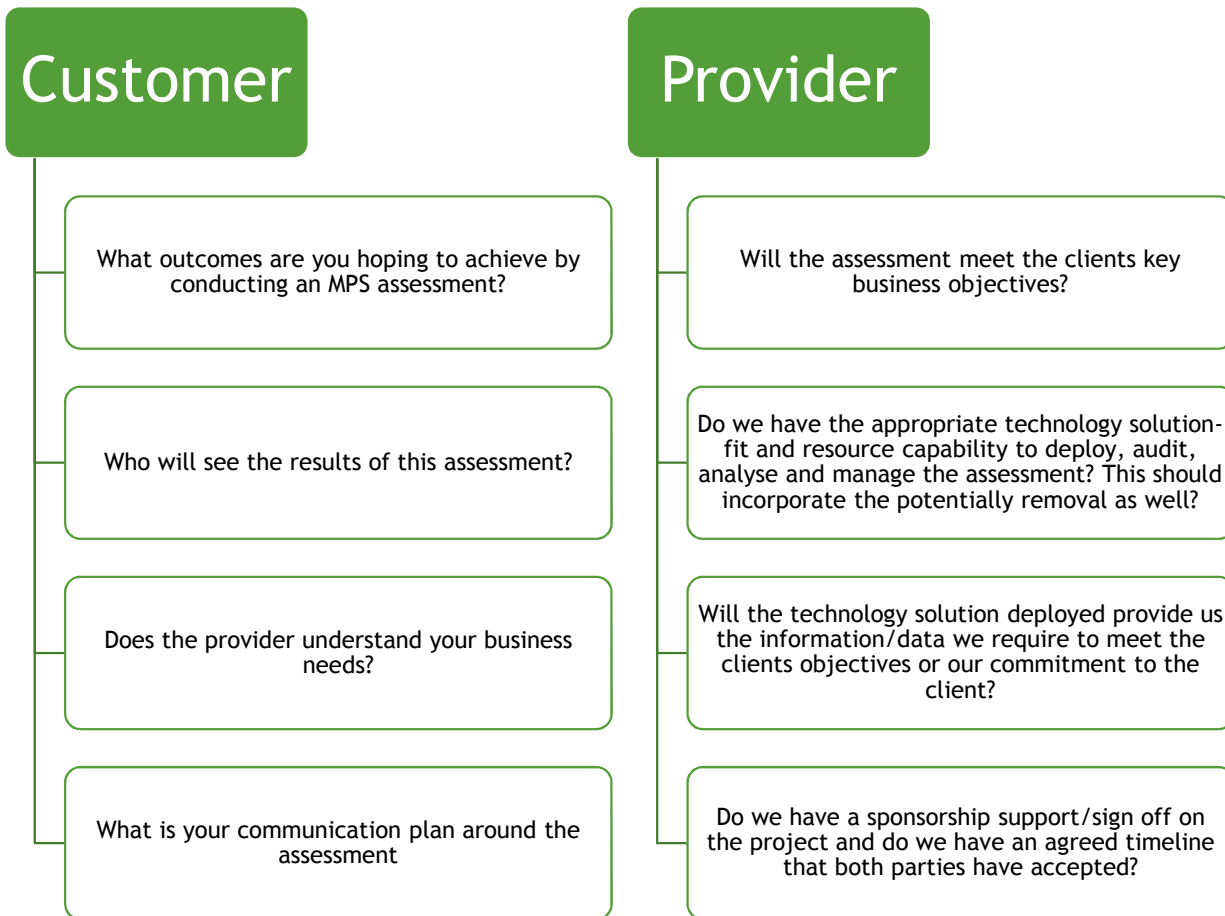 Customer
What outcomes are you hoping to achieve by
conducting an MPS assessment?
Who will see the results of this assessment?
Does the provider understand your business
needs?
What is your communication plan around the
assessment
Provider
Will the assessment meet the clients key
business objectives?
Do we have the appropriate technology solution-
fit and resource capability to deploy, audit,
analyse and manage the assessment? This should
incorporate the potentially removal as well?
Will the technology solution deployed provide us
the information/data we require to meet the
clients objectives or our commitment to the
client?
Do we have a sponsorship support/sign off on
the project and do we have an agreed timeline
that both parties have accepted?